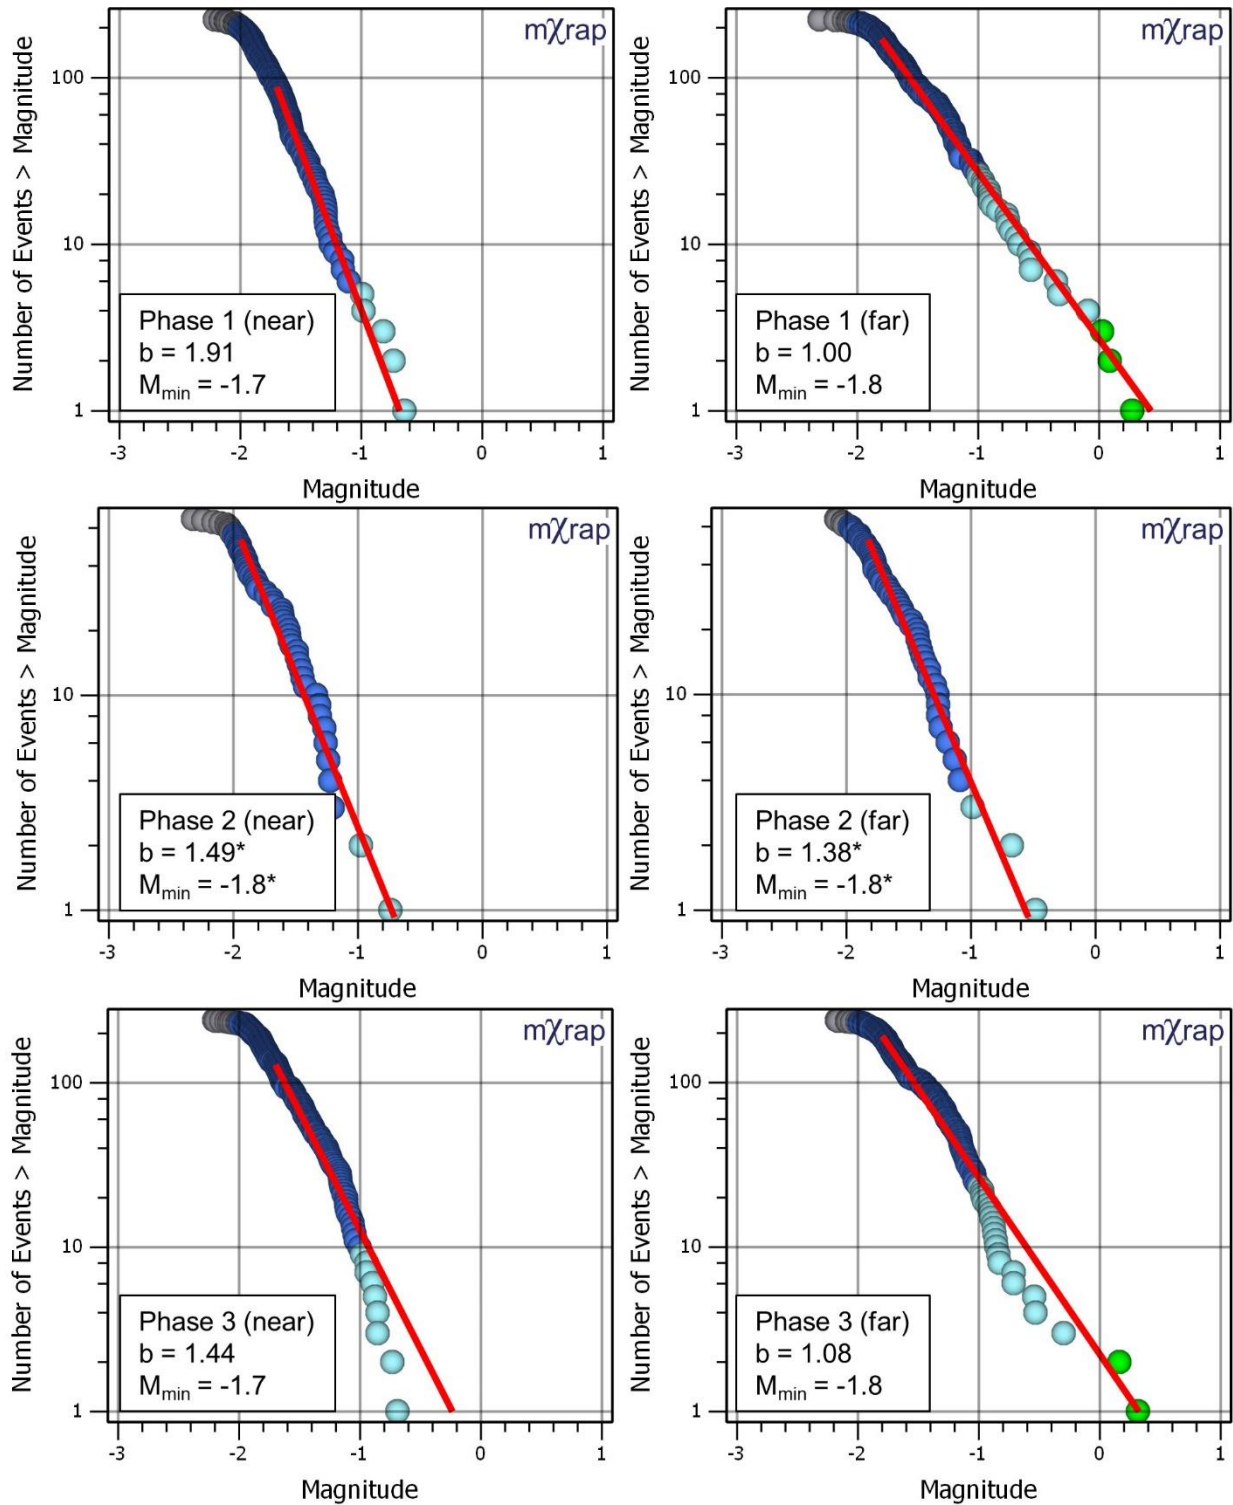 mχrap
Number of Events > Magnitude
100
10
1
Phase 1 (near)
b = 1.91
Mmin = -1.7
-3 -2 -1 0 1
Magnitude
mχrap
Number of Events > Magnitude
100
10
1
Phase 1 (far)
b = 1.00
Mmin = -1.8
-3 -2 -1 0 1
Magnitude
mχrap
Number of Events > Magnitude
10
1
Phase 2 (near)
b = 1.49*
Mmin = -1.8*
-3 -2 -1 0 1
Magnitude
mχrap
Number of Events > Magnitude
10
1
Phase 2 (far)
b = 1.38*
Mmin = -1.8*
-3 -2 -1 0 1
Magnitude
mχrap
Number of Events > Magnitude
100
10
1
Phase 3 (near)
b = 1.44
Mmin = -1.7
-3 -2 -1 0 1
Magnitude
mχrap
Number of Events > Magnitude
100
10
1
Phase 3 (far)
b = 1.08
Mmin = -1.8
-3 -2 -1 0 1
Magnitude